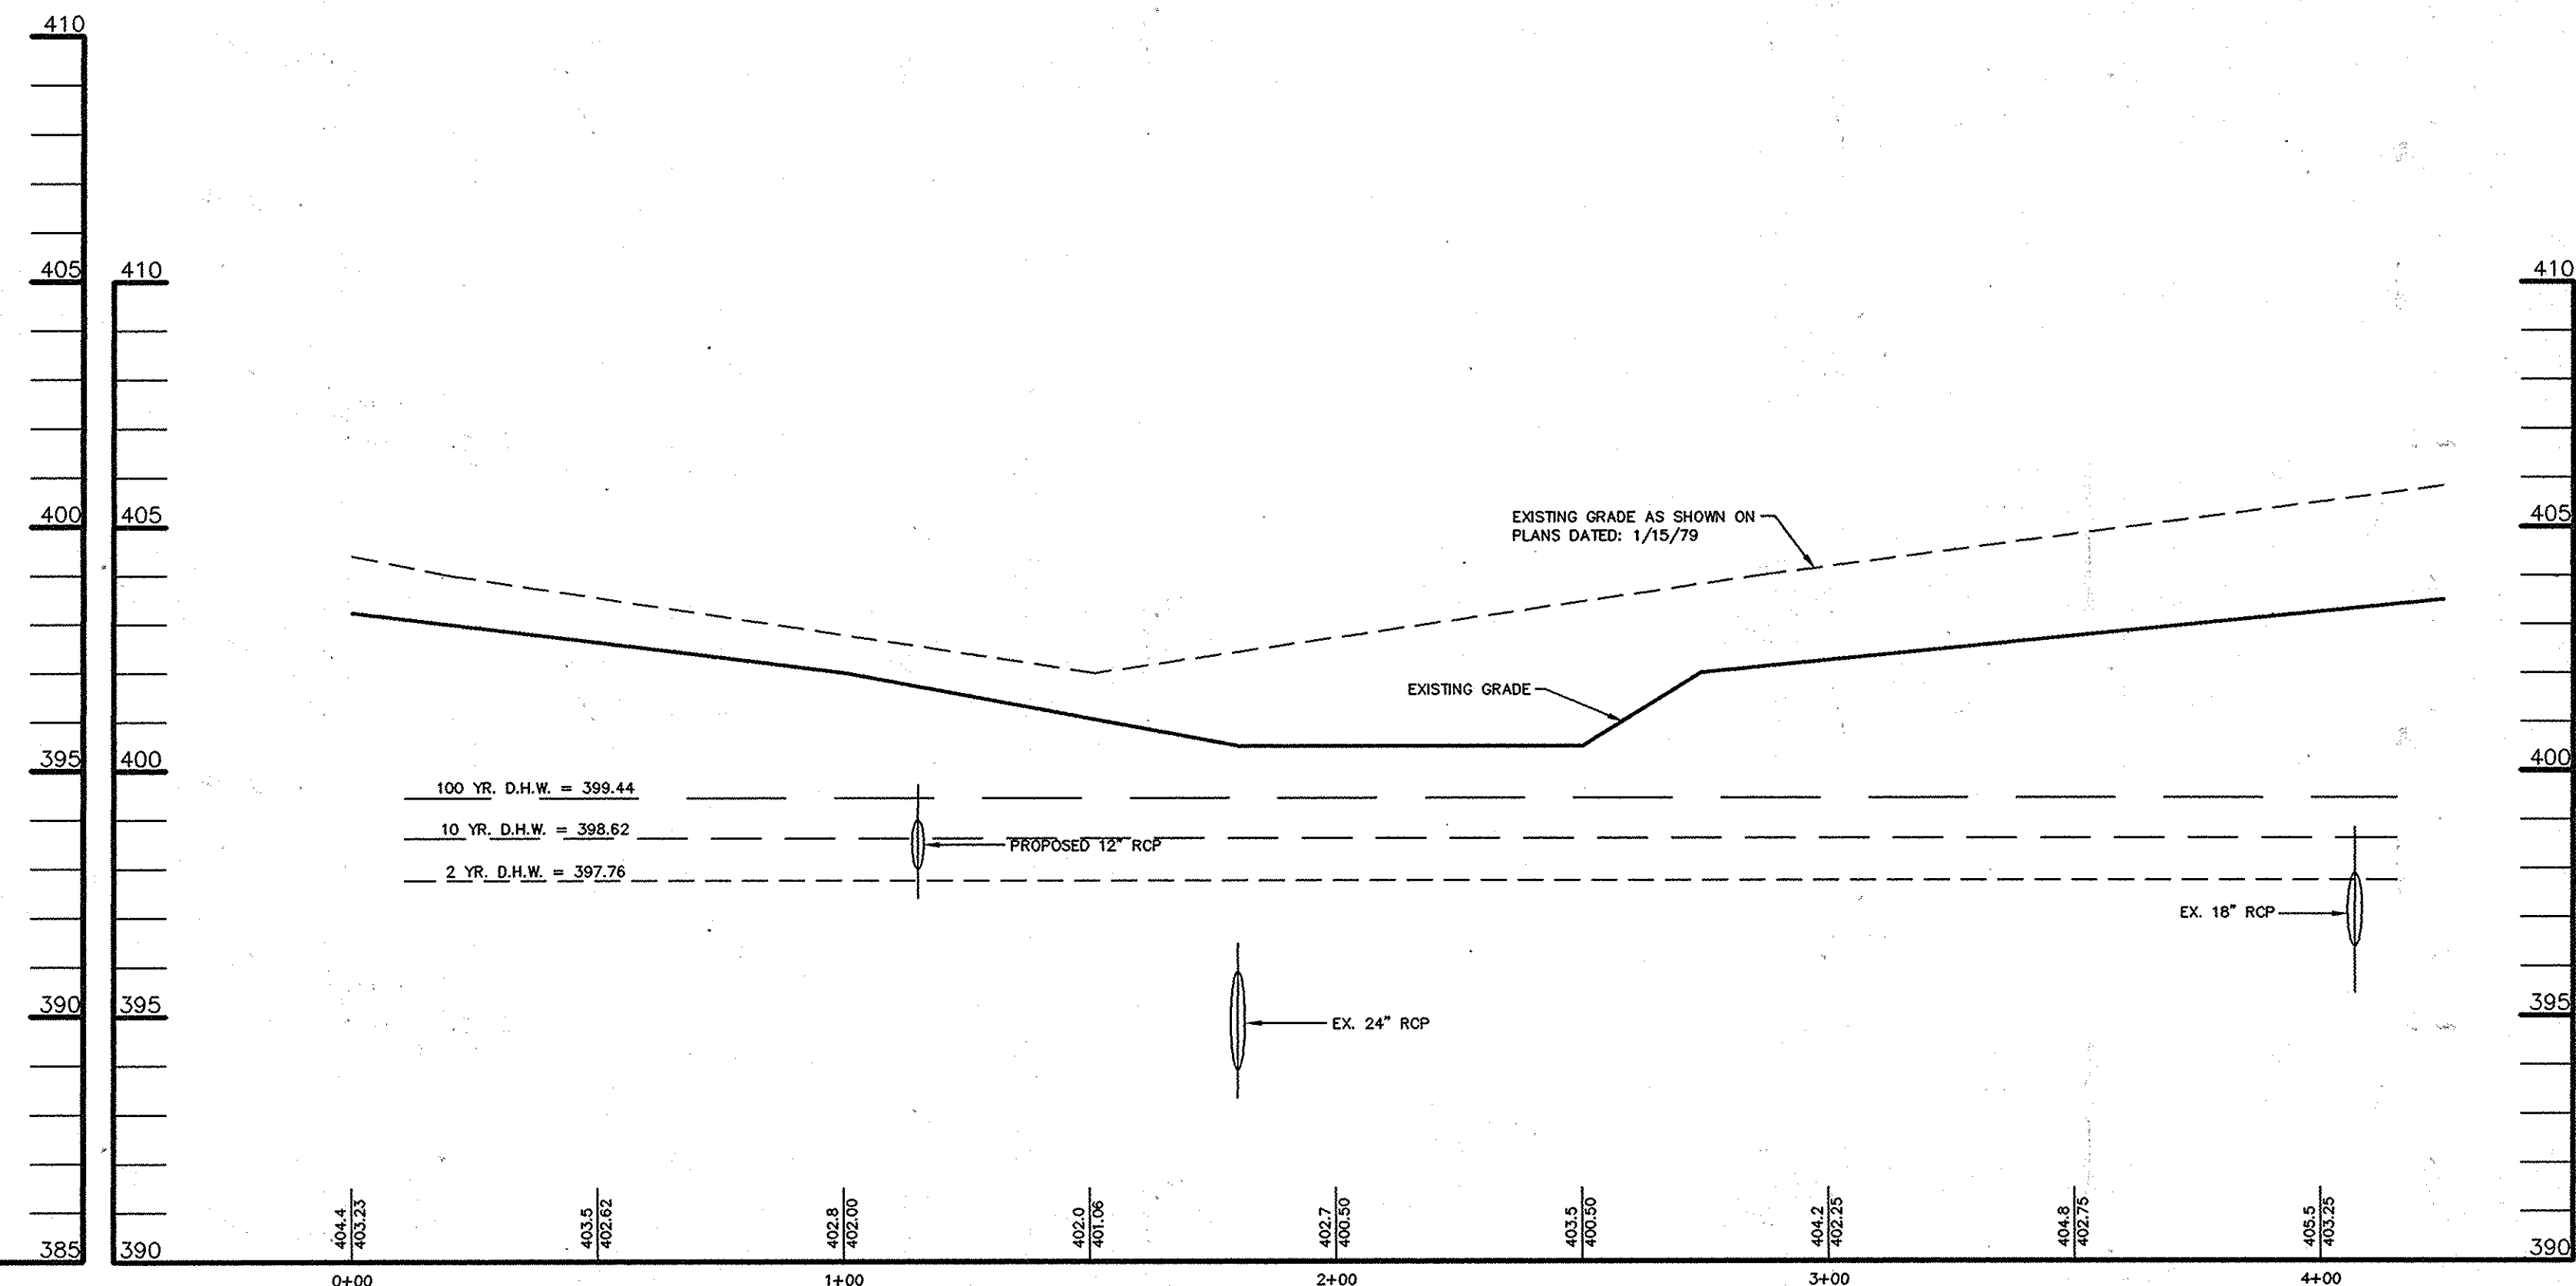 410
405 410 410
EXISTING GRADE AS SHOWN ON
PLANS DATED: 1/15/79
400 405 405
EXISTING GRADE
395 400 400
100 YR. D.H.W. = 399.44
10 YR. D.H.W. = 398.62
PROPOSED 12" RCP
2 YR. D.H.W. = 397.76
EX. 18" RCP
390 395 395
EX. 24" RCP
404.4
403.23
403.5
402.62
402.8
402.00
402.0
401.06
402.7
400.50
403.5
400.50
404.2
402.25
404.8
402.75
405.5
403.25
385 390 390
0+00 1+00 2+00 3+00 4+00